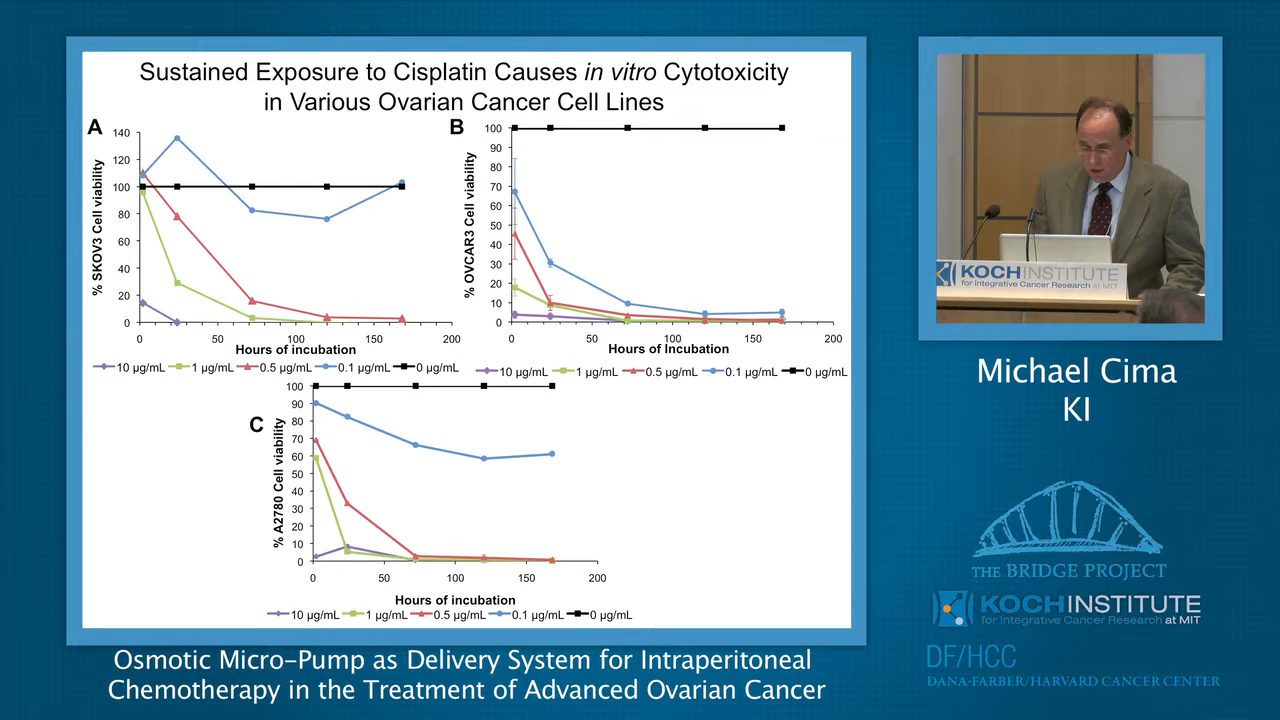 Sustained Exposure to Cisplatin Causes in vitro Cytotoxicity
in Various Ovarian Cancer Cell Lines
A
% SKOV3 Cell viability
140
120
100
80
60
40
20
0
0 50 100 150 200
Hours of incubation
10 µg/mL 1 µg/mL 0.5 µg/mL 0.1 µg/mL 0 µg/mL
B
% OVCAR3 Cell viability
100
90
80
70
60
50
40
30
20
10
0
0 50 100 150 200
Hours of Incubation
10 µg/mL 1 µg/mL 0.5 µg/mL 0.1 µg/mL 0 µg/mL
C
% A2780 Cell viability
100
90
80
70
60
50
40
30
20
10
0
0 50 100 150 200
Hours of incubation
10 µg/mL 1 µg/mL 0.5 µg/mL 0.1 µg/mL 0 µg/mL
Osmotic Micro-Pump as Delivery System for Intraperitoneal
Chemotherapy in the Treatment of Advanced Ovarian Cancer
KOCH INSTITUTE
for Integrative Cancer Research at MIT
Michael Cima
KI
THE BRIDGE PROJECT
KOCH INSTITUTE
for Integrative Cancer Research at MIT
DF/HCC
DANA-FARBER/HARVARD CANCER CENTER